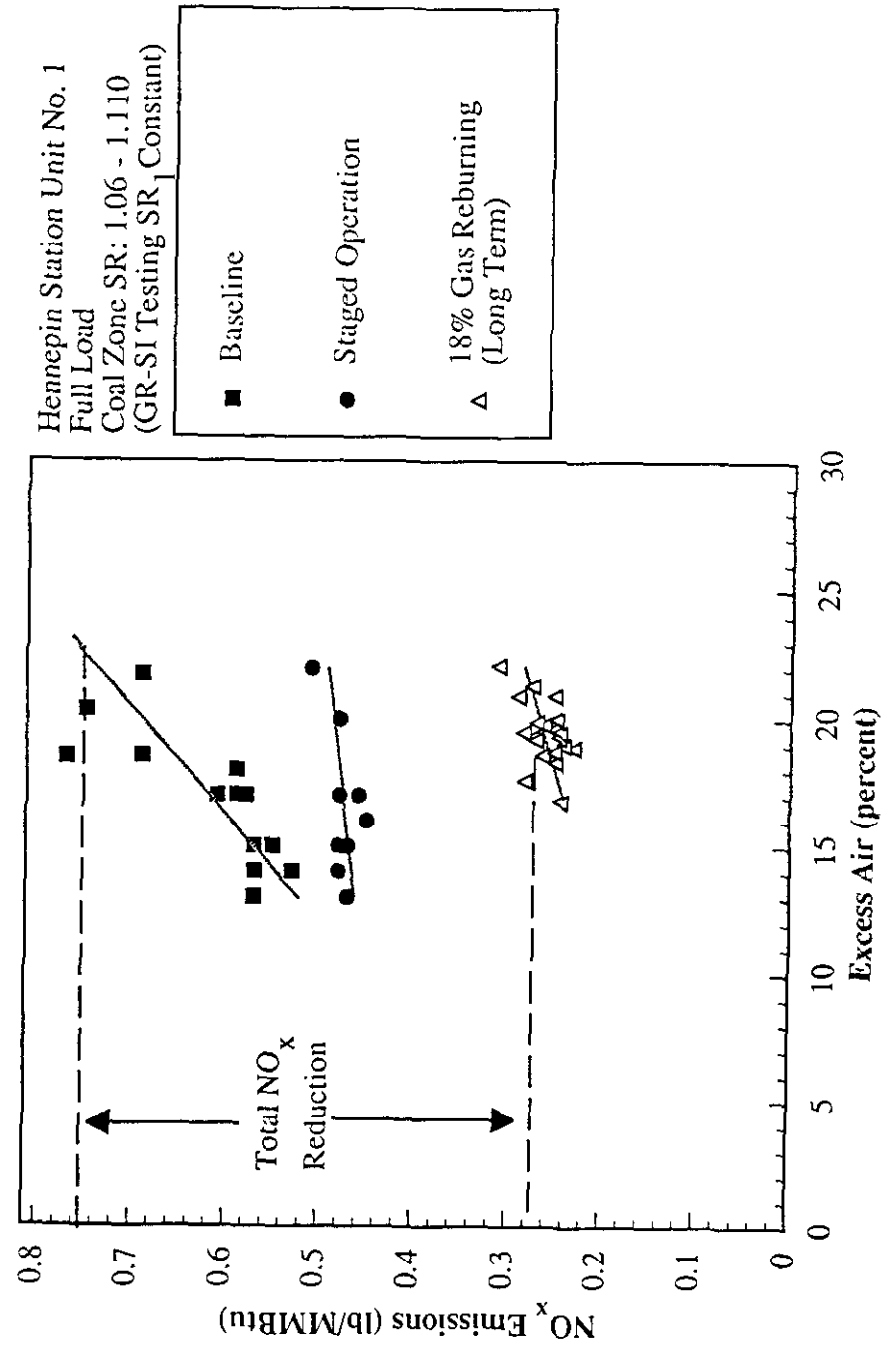 Hennepin Station Unit No. 1
Full Load
Coal Zone SR: 1.06 - 1.110
(GR-SI Testing SR1 Constant)
Baseline
Staged Operation
18% Gas Reburning
(Long Term)
NOx Emissions (lb/MMBtu)
0.8
0.7
0.6
0.5
0.4
0.3
0.2
0.1
0
Total NOx
Reduction
0
5
10
15
20
25
30
Excess Air (percent)